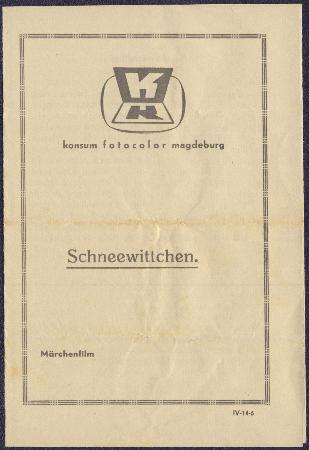 K
konsum fotocolor magdeburg
Schneewittchen.
Märchenfilm
IV-14-6